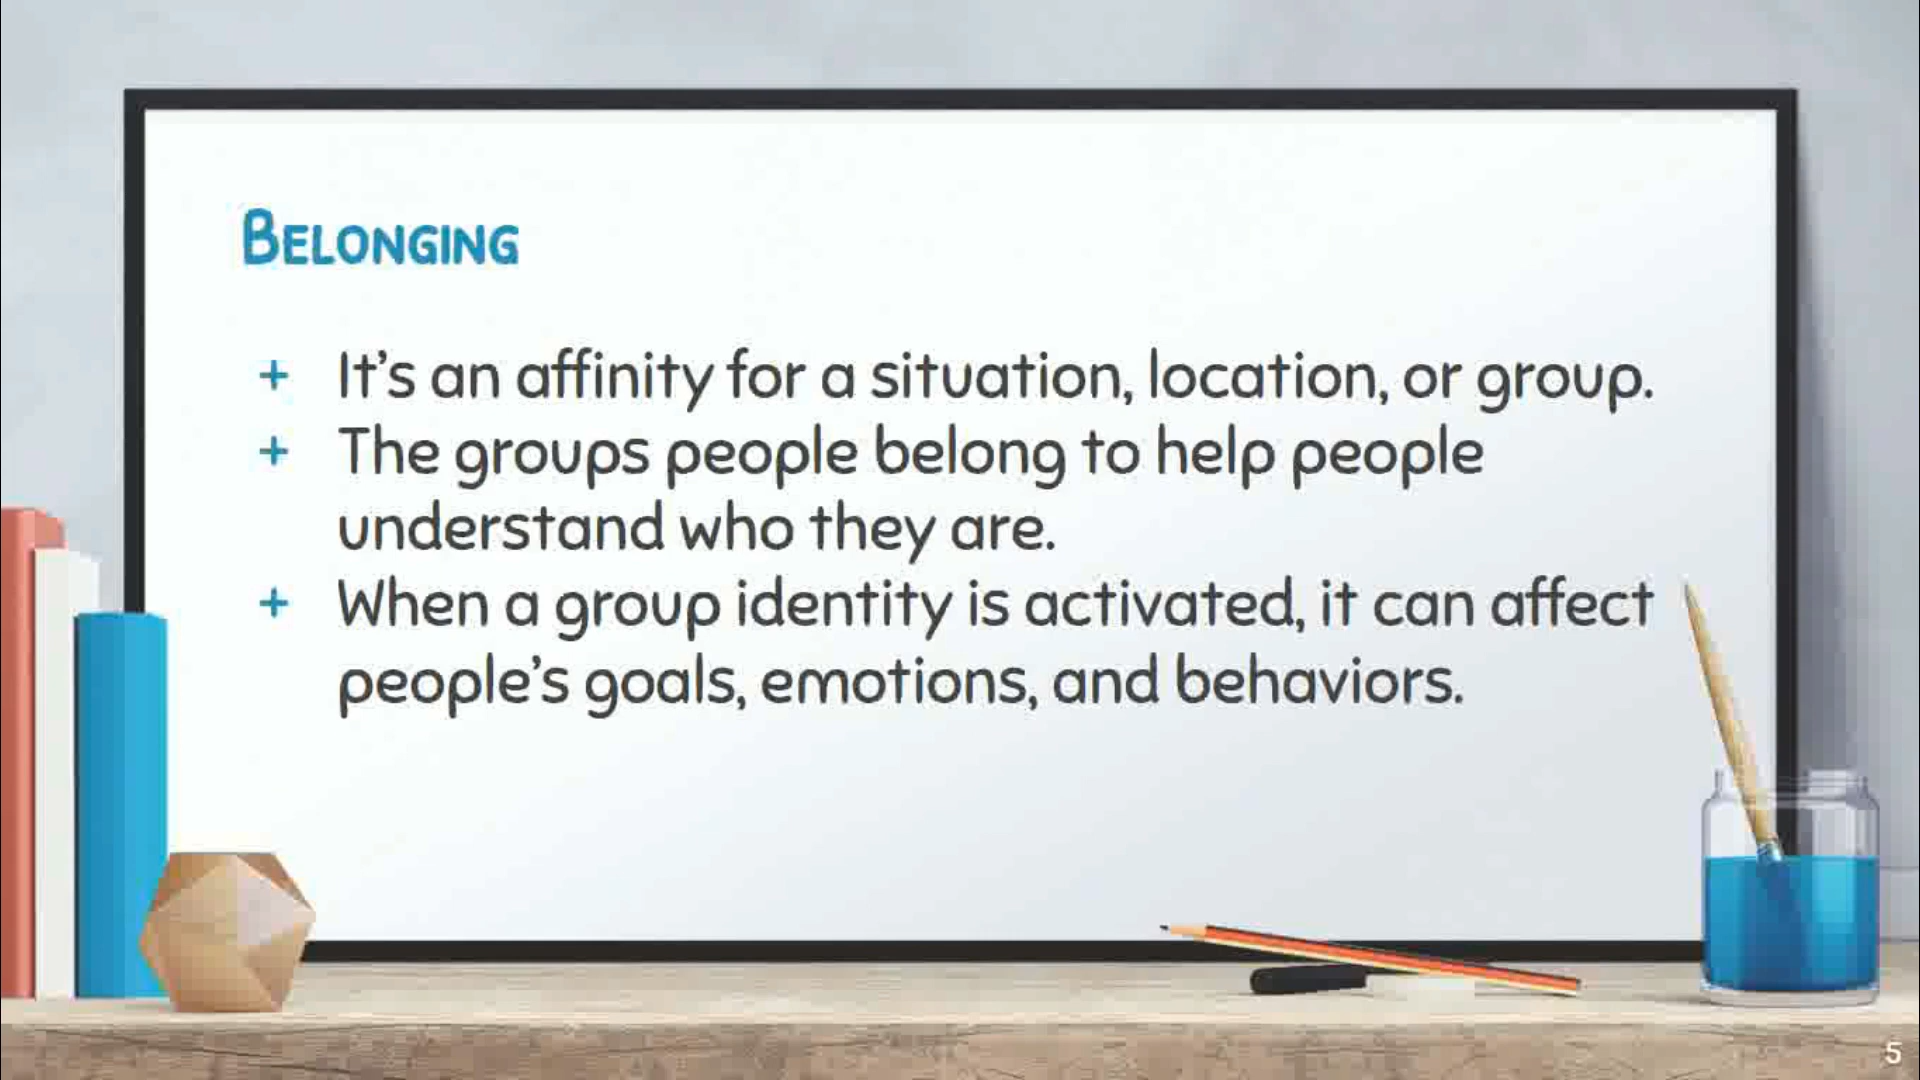 BELONGING
+ It's an affinity for a situation, location, or group.
+ The groups people belong to help people
understand who they are.
+ When a group identity is activated, it can affect
people's goals, emotions, and behaviors.
5